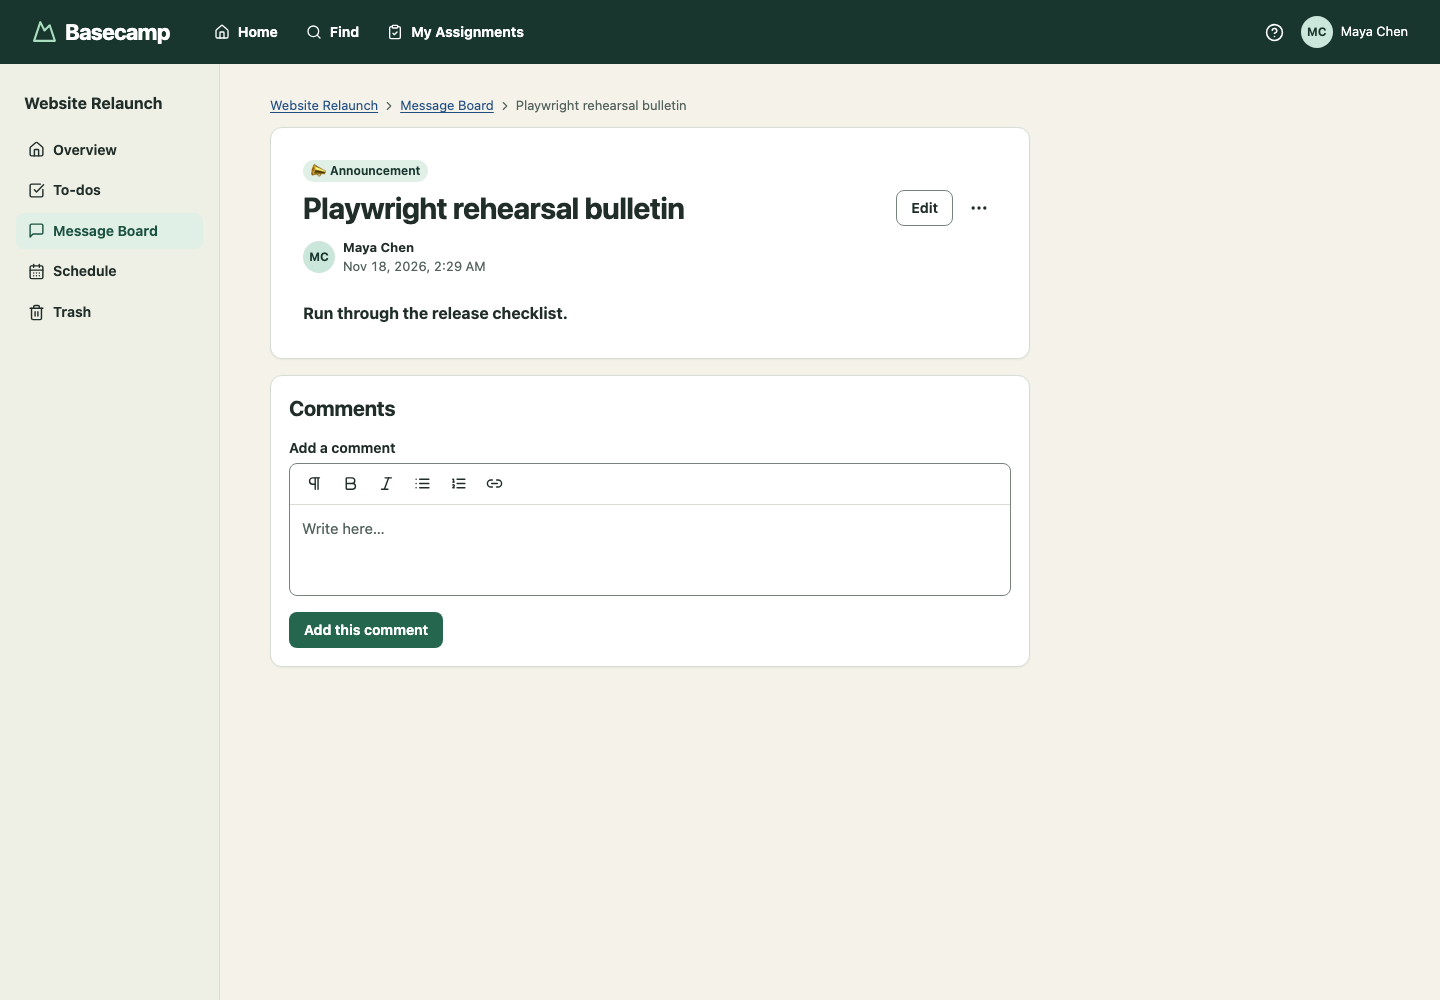 Basecamp
Home
Find
My Assignments
MC
Maya Chen
Website Relaunch
Overview
To-dos
Message Board
Schedule
Trash
Website Relaunch > Message Board > Playwright rehearsal bulletin
Announcement
Playwright rehearsal bulletin
Edit
MC
Maya Chen
Nov 18, 2026, 2:29 AM
Run through the release checklist.
Comments
Add a comment
Write here...
Add this comment